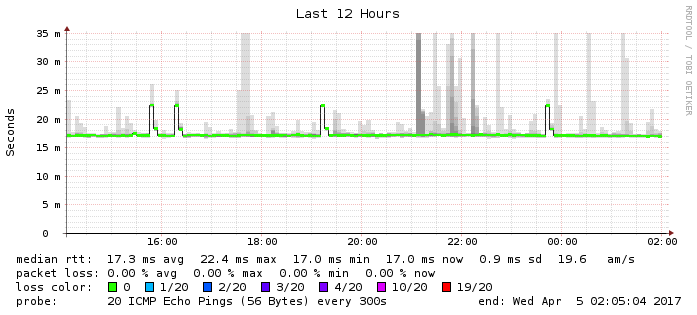 Last 12 Hours
RRDTOOL / TOBI OETIKER
Seconds
35 m
30 m
25 m
20 m
15 m
10 m
5 m
0
16:00 18:00 20:00 22:00 00:00 02:00
median rtt: 17.3 ms avg 22.4 ms max 17.0 ms min 17.0 ms now 0.9 ms sd 19.6 am/s
packet loss: 0.00 % avg 0.00 % max 0.00 % min 0.00 % now
loss color: 0 1/20 2/20 3/20 4/20 10/20 19/20
probe: 20 ICMP Echo Pings (56 Bytes) every 300s end: Wed Apr 5 02:05:04 2017